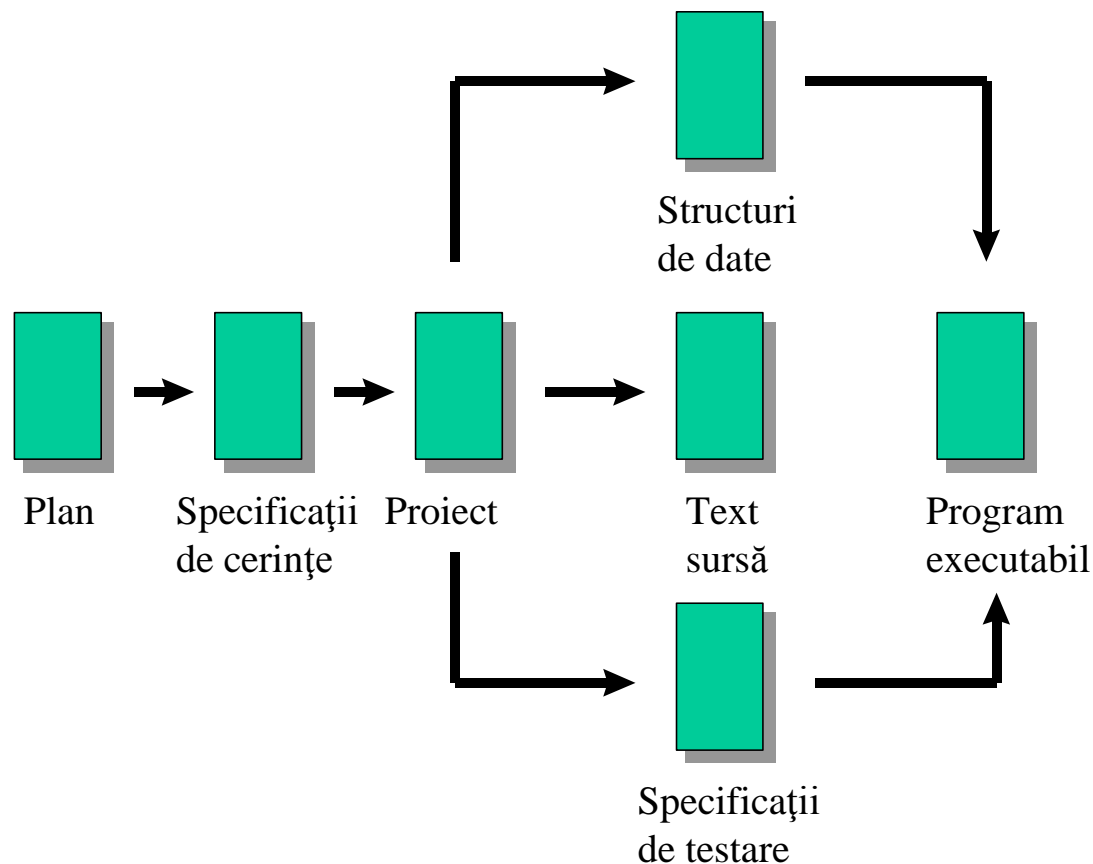 Structuri
de date
Plan
Specificaţii
de cerinţe
Proiect
Text
sursă
Program
executabil
Specificaţii
de testare